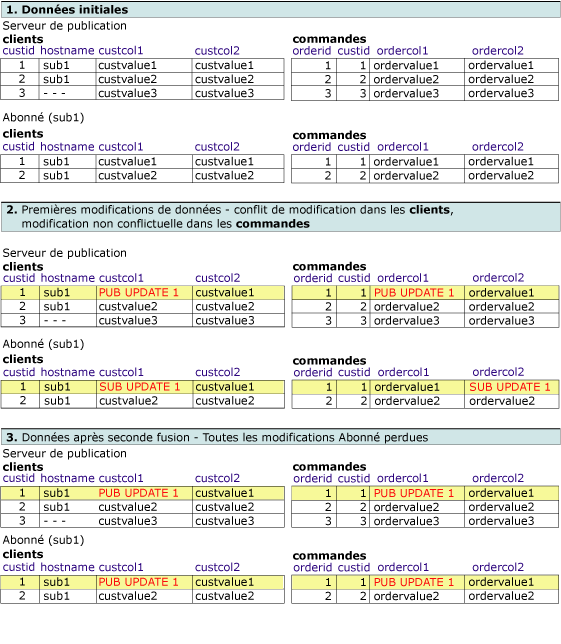 1. Données initiales
Serveur de publication
clients commandes
custid hostname custcol1 custcol2 orderid custid ordercol1 ordercol2
1 sub1 custvalue1 custvalue1 1 1 ordervalue1 ordervalue1
2 sub1 custvalue2 custvalue2 2 2 ordervalue2 ordervalue2
3 - - - custvalue3 custvalue3 3 3 ordervalue3 ordervalue3
Abonné (sub1)
clients commandes
custid hostname custcol1 custcol2 orderid custid ordercol1 ordercol2
1 sub1 custvalue1 custvalue1 1 1 ordervalue1 ordervalue1
2 sub1 custvalue2 custvalue2 2 2 ordervalue2 ordervalue2
2. Premières modifications de données - conflit de modification dans les clients,
modification non conflictuelle dans les commandes
Serveur de publication
clients commandes
custid hostname custcol1 custcol2 orderid custid ordercol1 ordercol2
1 sub1 PUB UPDATE 1 custvalue1 1 1 PUB UPDATE 1 ordervalue1
2 sub1 custvalue2 custvalue2 2 2 ordervalue2 ordervalue2
3 - - - custvalue3 custvalue3 3 3 ordervalue3 ordervalue3
Abonné (sub1)
clients commandes
custid hostname custcol1 custcol2 orderid custid ordercol1 ordercol2
1 sub1 SUB UPDATE 1 custvalue1 1 1 ordervalue1 SUB UPDATE 1
2 sub1 custvalue2 custvalue2 2 2 ordervalue2 ordervalue2
3. Données après seconde fusion - Toutes les modifications Abonné perdues
Serveur de publication
clients commandes
custid hostname custcol1 custcol2 orderid custid ordercol1 ordercol2
1 sub1 PUB UPDATE 1 custvalue1 1 1 PUB UPDATE 1 ordervalue1
2 sub1 custvalue2 custvalue2 2 2 ordervalue2 ordervalue2
3 - - - custvalue3 custvalue3 3 3 ordervalue3 ordervalue3
Abonné (sub1)
clients commandes
custid hostname custcol1 custcol2 orderid custid ordercol1 ordercol2
1 sub1 PUB UPDATE 1 custvalue1 1 1 PUB UPDATE 1 ordervalue1
2 sub1 custvalue2 custvalue2 2 2 ordervalue2 ordervalue2